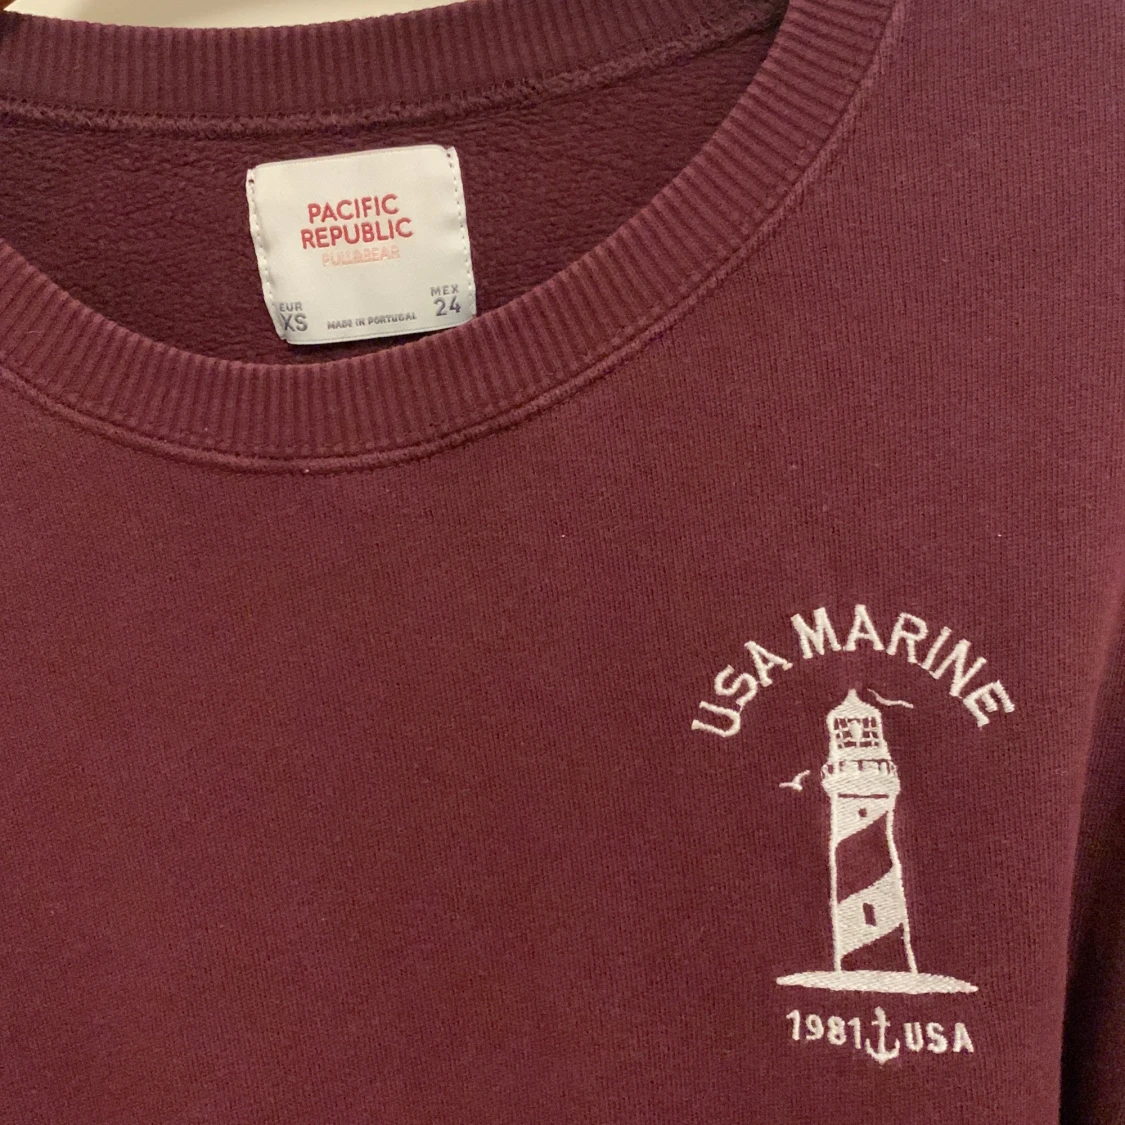 PACIFIC
REPUBLIC
PULL&BEAR
EUR
XS
MADE IN PORTUGAL
MEX
24
USA MARINE
1981 USA